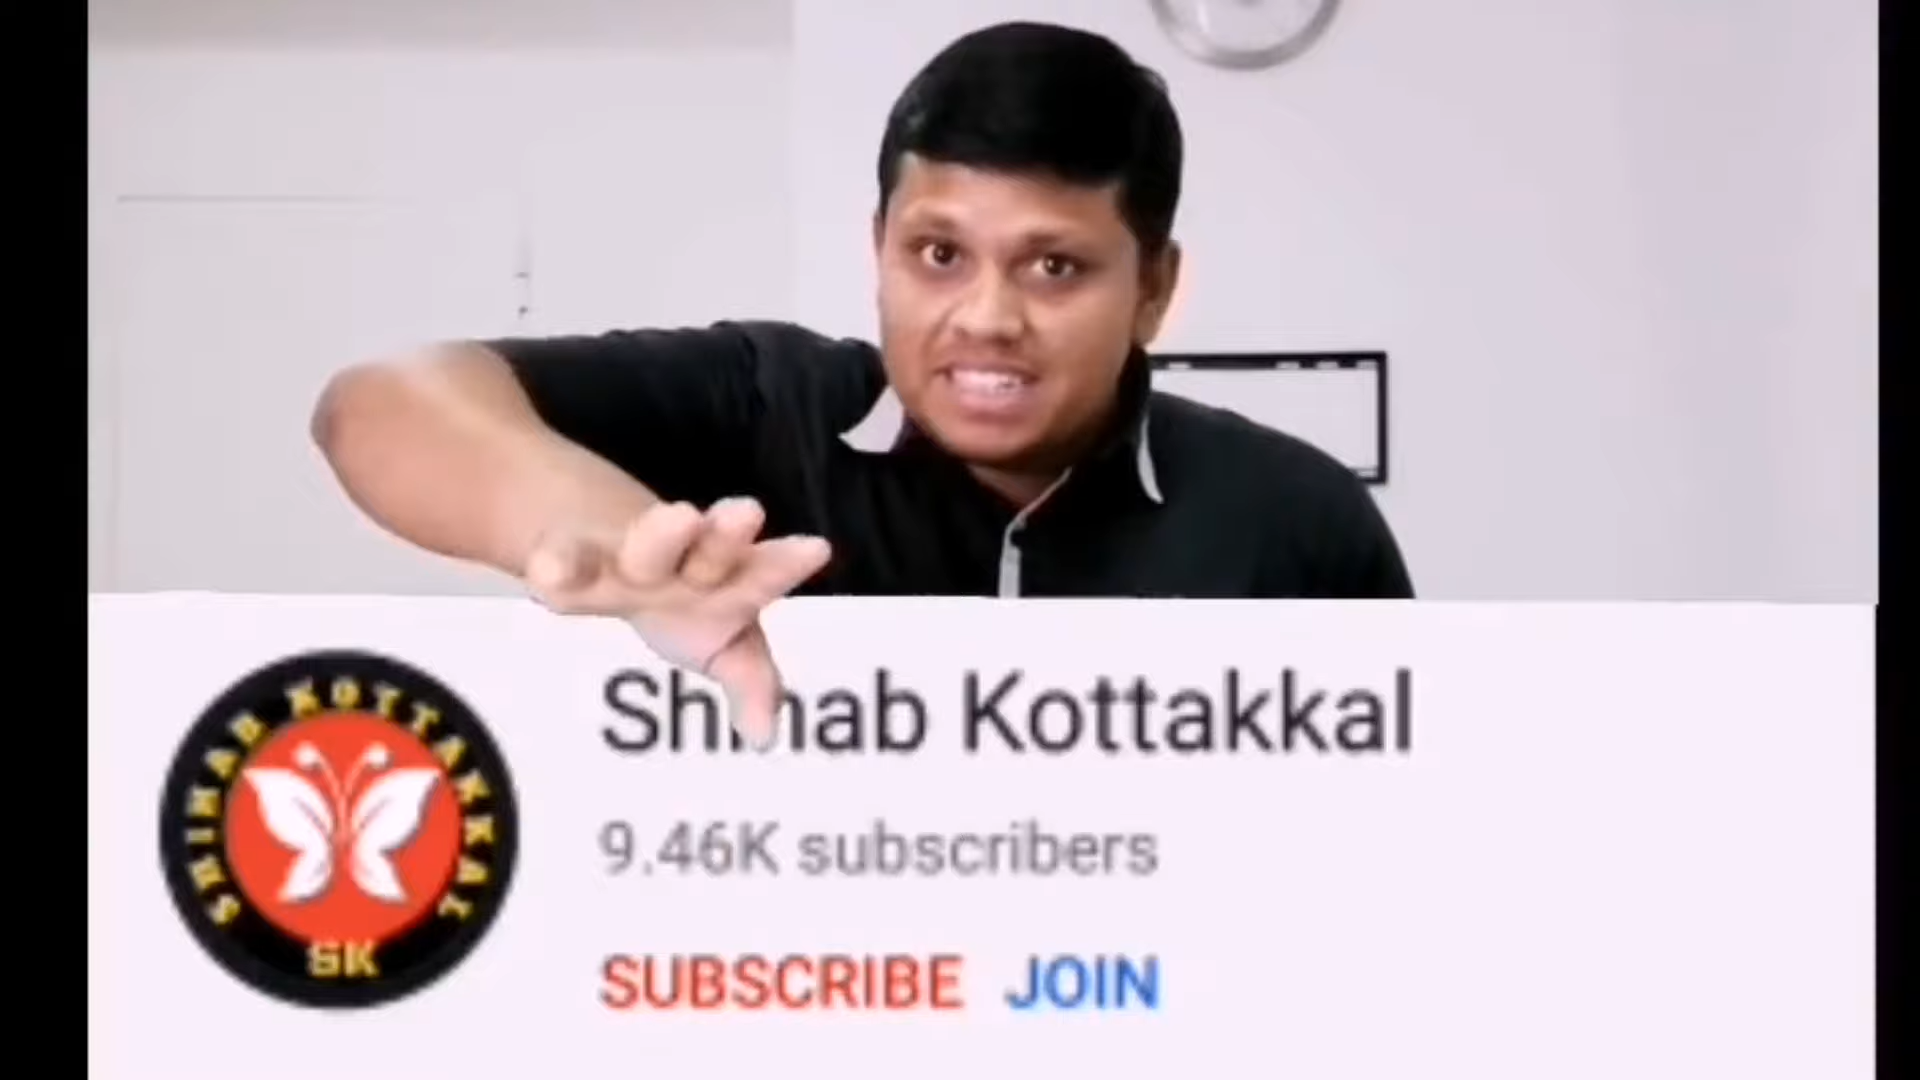 SHIHAB KOTTAKKAL
SK
Shihab Kottakkal
9.46K subscribers
SUBSCRIBE JOIN